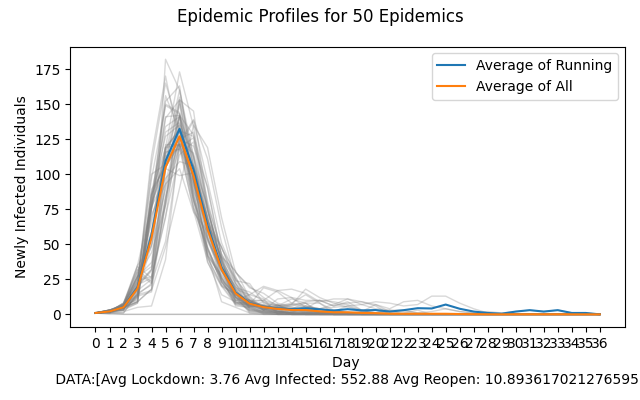 Epidemic Profiles for 50 Epidemics
Average of Running
Average of All
Newly Infected Individuals
175
150
125
100
75
50
25
0
0 1 2 3 4 5 6 7 8 9 10 11 12 13 14 15 16 17 18 19 20 21 22 23 24 25 26 27 28 29 30 31 32 33 34 35 36
Day
DATA:[Avg Lockdown: 3.76 Avg Infected: 552.88 Avg Reopen: 10.893617021276595